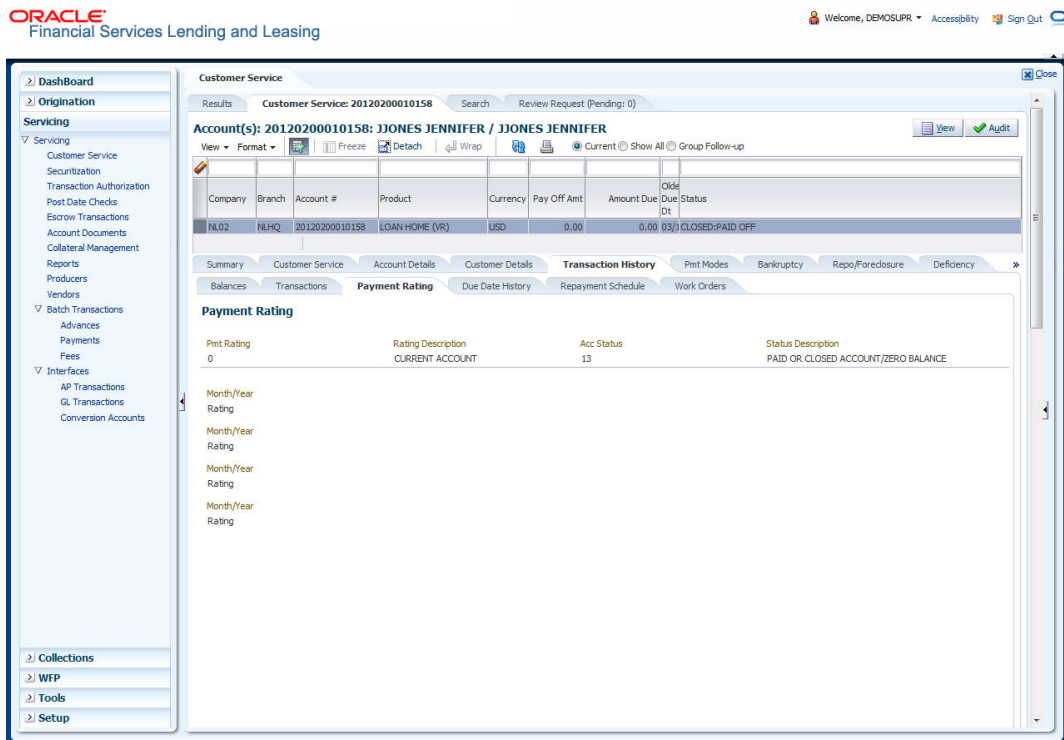 ORACLE
Financial Services Lending and Leasing
Welcome, DEMOSUPR Accessibility Sign Out
Close
DashBoard
Origination
Servicing
Servicing
Customer Service
Securitization
Transaction Authorization
Post Date Checks
Escrow Transactions
Account Documents
Collateral Management
Reports
Producers
Vendors
Batch Transactions
Advances
Payments
Fees
Interfaces
AP Transactions
GL Transactions
Conversion Accounts
Collections
WFP
Tools
Setup
Customer Service
Results Customer Service: 20120200010158 Search Review Request (Pending: 0)
Account(s): 20120200010158: JJONES JENNIFER / JJONES JENNIFER
View Audit
View Format Freeze Detach Wrap Current Show All Group Follow-up
Company Branch Account # Product Currency Pay Off Amt Amount Due Olde Due Dt Status
NL02 NLHQ 20120200010158 LOAN HOME (VR) USD 0.00 0.00 03/1 CLOSED:PAID OFF
Summary Customer Service Account Details Customer Details Transaction History Pmt Modes Bankruptcy Repo/Foreclosure Deficiency »
Balances Transactions Payment Rating Due Date History Repayment Schedule Work Orders
Payment Rating
Pmt Rating Rating Description Acc Status Status Description
0 CURRENT ACCOUNT 13 PAID OR CLOSED ACCOUNT/ZERO BALANCE
Month/Year
Rating
Month/Year
Rating
Month/Year
Rating
Month/Year
Rating